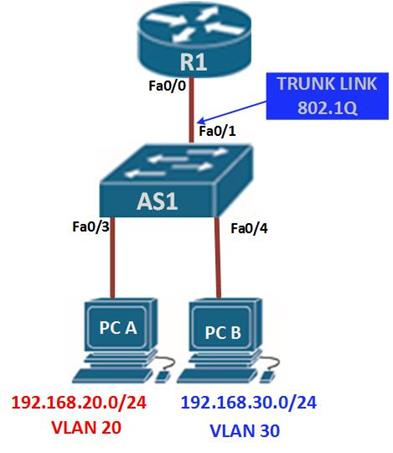 R1
Fa0/0
TRUNK LINK
802.1Q
Fa0/1
AS1
Fa0/3
Fa0/4
PC A
PC B
192.168.20.0/24
VLAN 20
192.168.30.0/24
VLAN 30